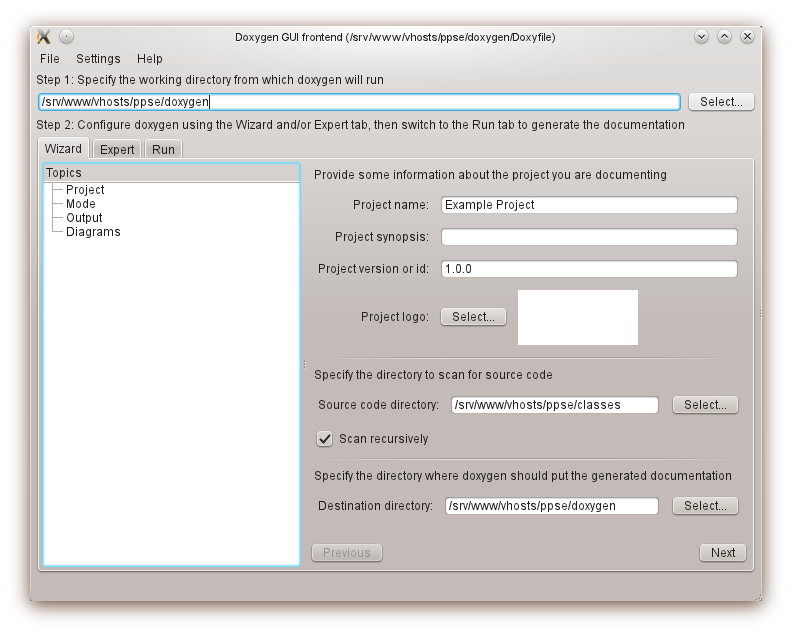 Doxygen GUI frontend (/srv/www/vhosts/ppse/doxygen/Doxyfile)
File Settings Help
Step 1: Specify the working directory from which doxygen will run
/srv/www/vhosts/ppse/doxygen Select...
Step 2: Configure doxygen using the Wizard and/or Expert tab, then switch to the Run tab to generate the documentation
Wizard Expert Run
Topics
Project
Mode
Output
Diagrams
Provide some information about the project you are documenting
Project name: Example Project
Project synopsis:
Project version or id: 1.0.0
Project logo: Select...
Specify the directory to scan for source code
Source code directory: /srv/www/vhosts/ppse/classes Select...
Scan recursively
Specify the directory where doxygen should put the generated documentation
Destination directory: /srv/www/vhosts/ppse/doxygen Select...
Previous Next